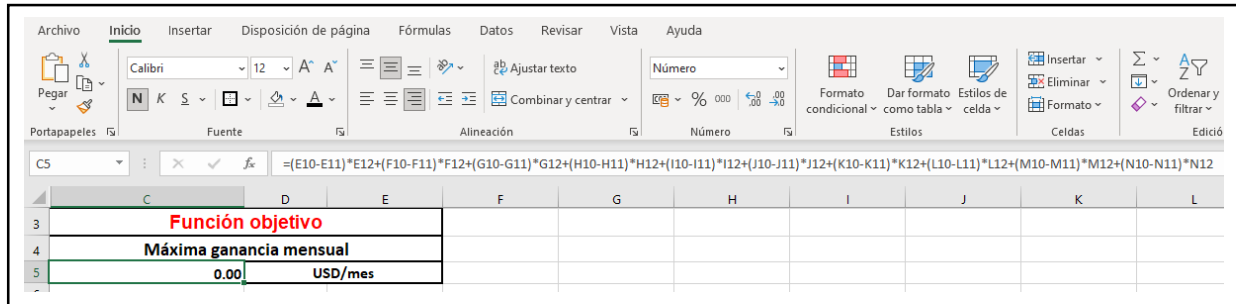 Archivo Inicio Insertar Disposición de página Fórmulas Datos Revisar Vista Ayuda
Pegar
Calibri 12 A A
N K S A
Ajustar texto
Combinar y centrar
Número
% 000
Formato condicional
Dar formato como tabla
Estilos de celda
Insertar
Eliminar
Formato
Ordenar y filtrar
Portapapeles Fuente Alineación Número Estilos Celdas Edició
C5 fx =(E10-E11)*E12+(F10-F11)*F12+(G10-G11)*G12+(H10-H11)*H12+(I10-I11)*I12+(J10-J11)*J12+(K10-K11)*K12+(L10-L11)*L12+(M10-M11)*M12+(N10-N11)*N12
C D E F G H I J K L
3 Función objetivo
4 Máxima ganancia mensual
5 0.00 USD/mes